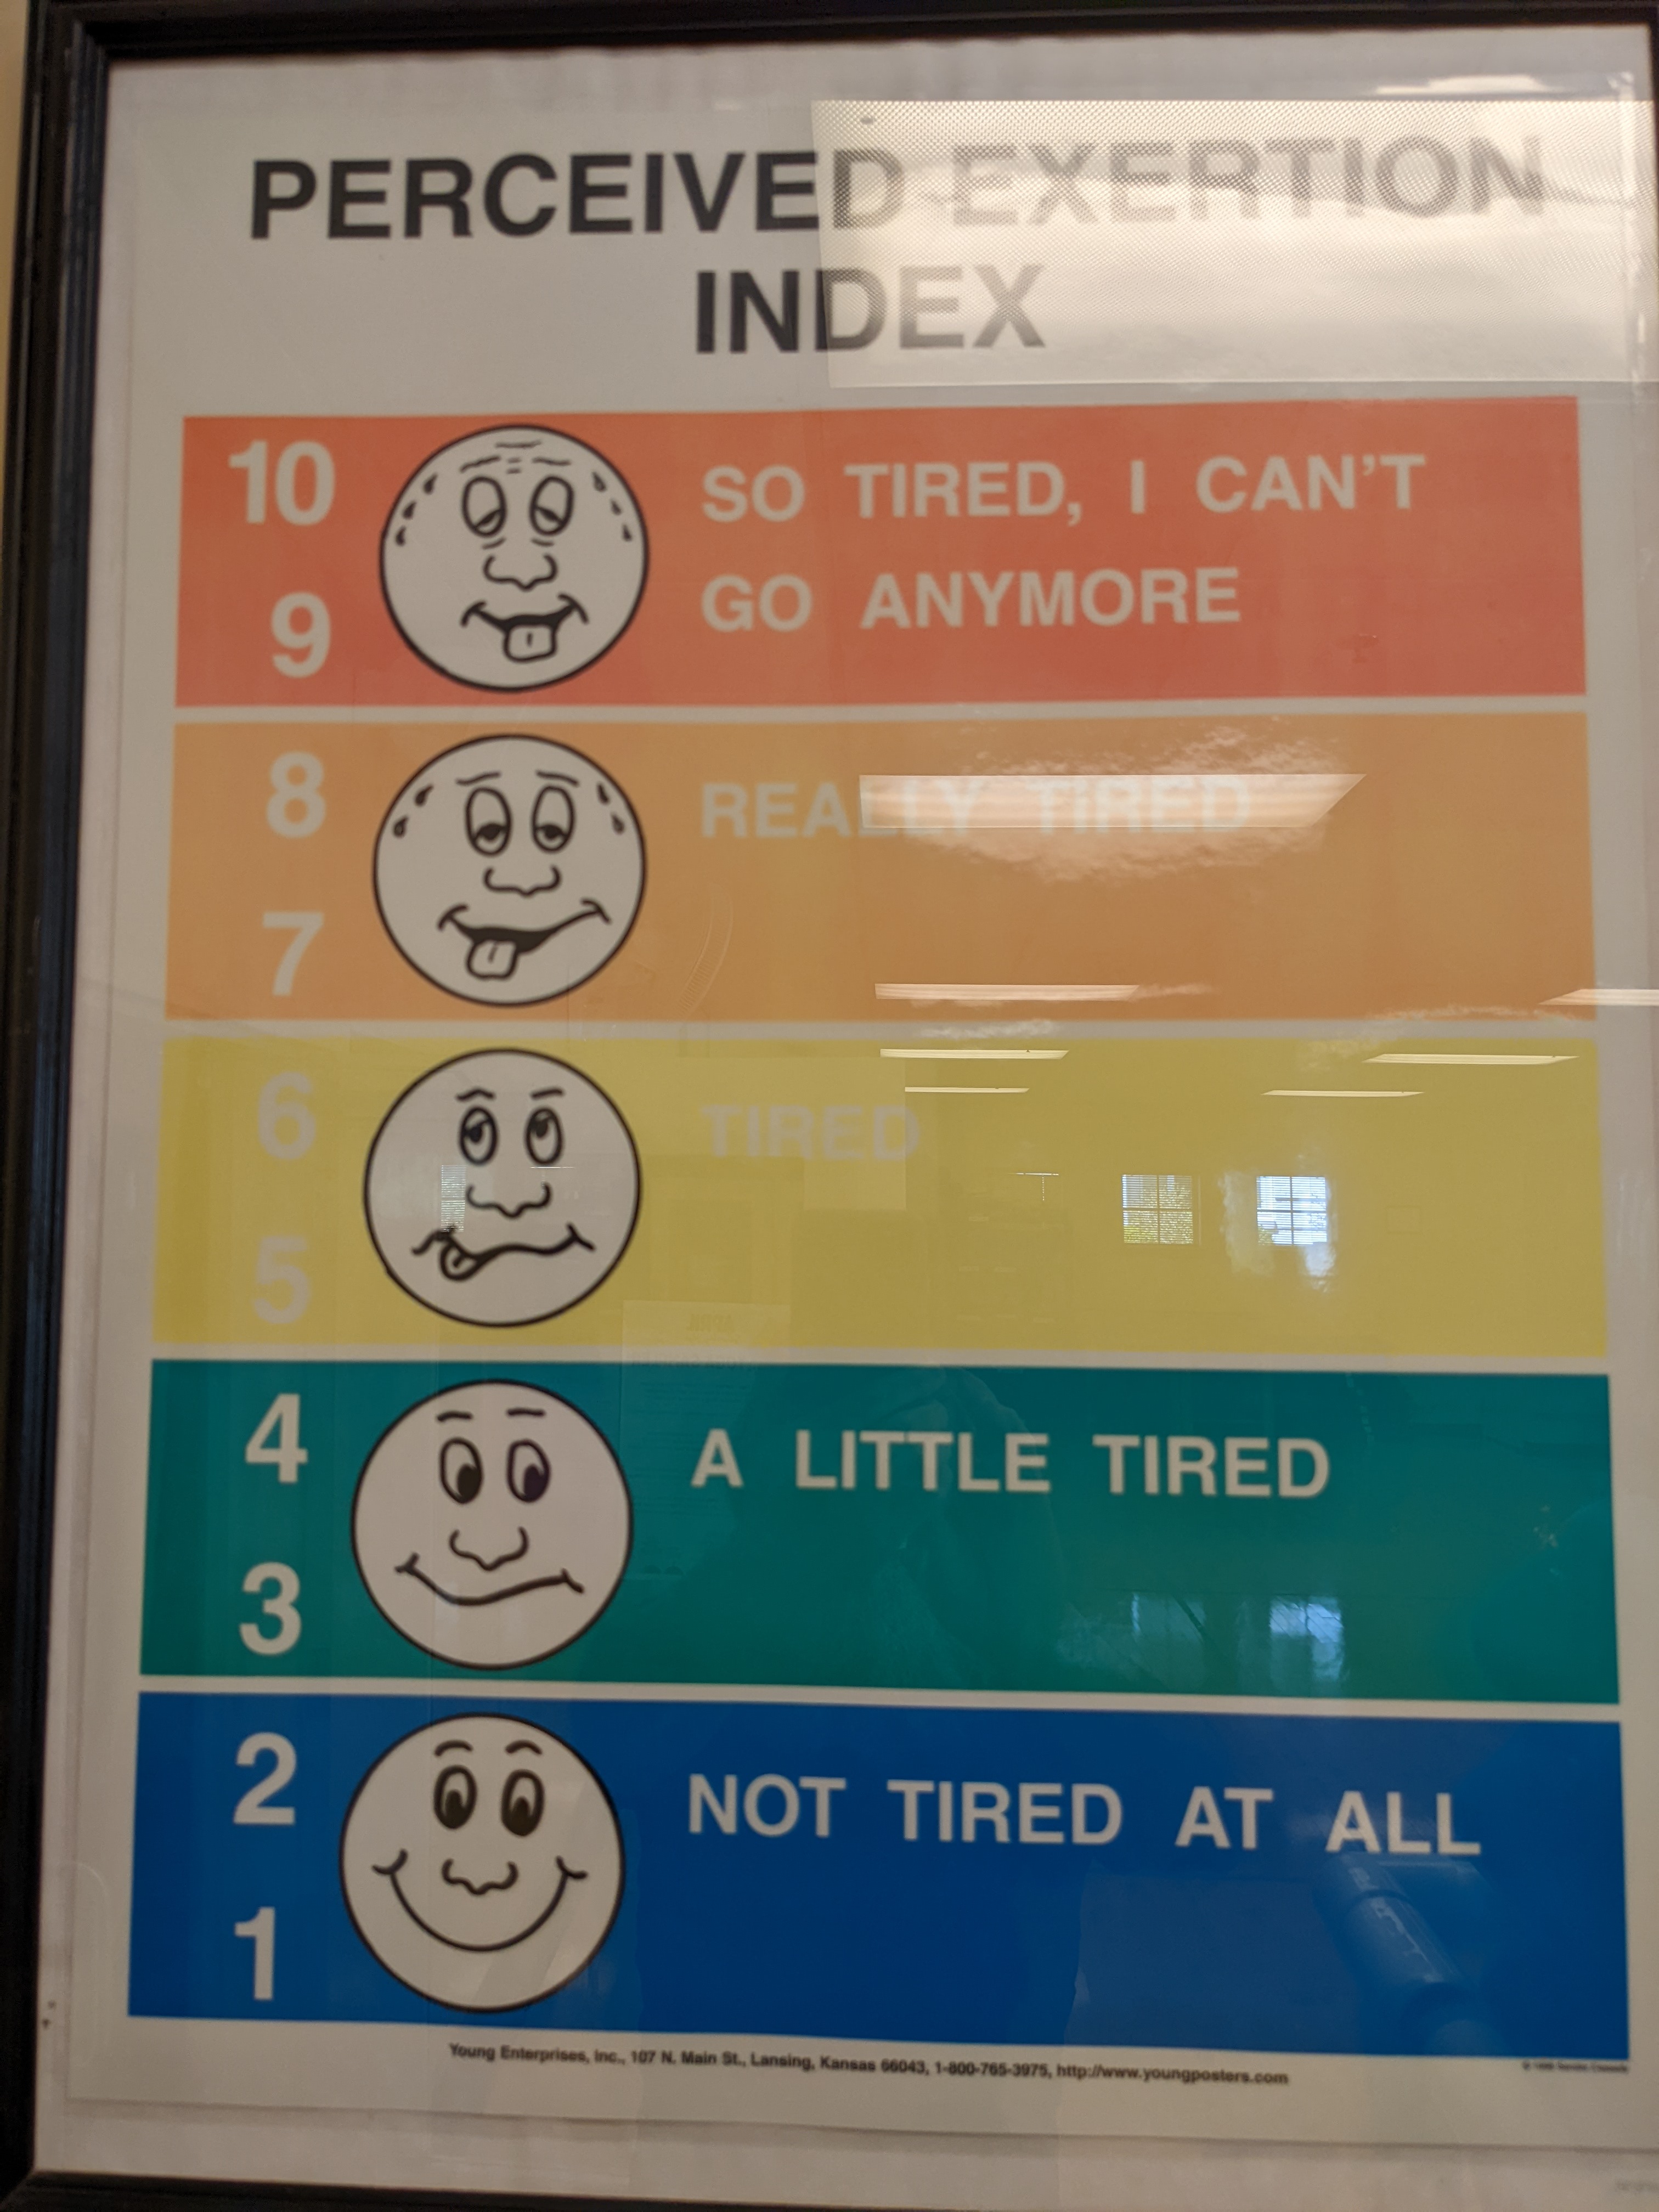 PERCEIVED EXERTION
INDEX
10
SO TIRED, I CAN'T
9
GO ANYMORE
8
REALLY TIRED
7
6
TIRED
5
4
A LITTLE TIRED
3
2
NOT TIRED AT ALL
1
Young Enterprises, Inc., 107 N. Main St., Lansing, Kansas 66043, 1-800-765-3975, http://www.youngposters.com